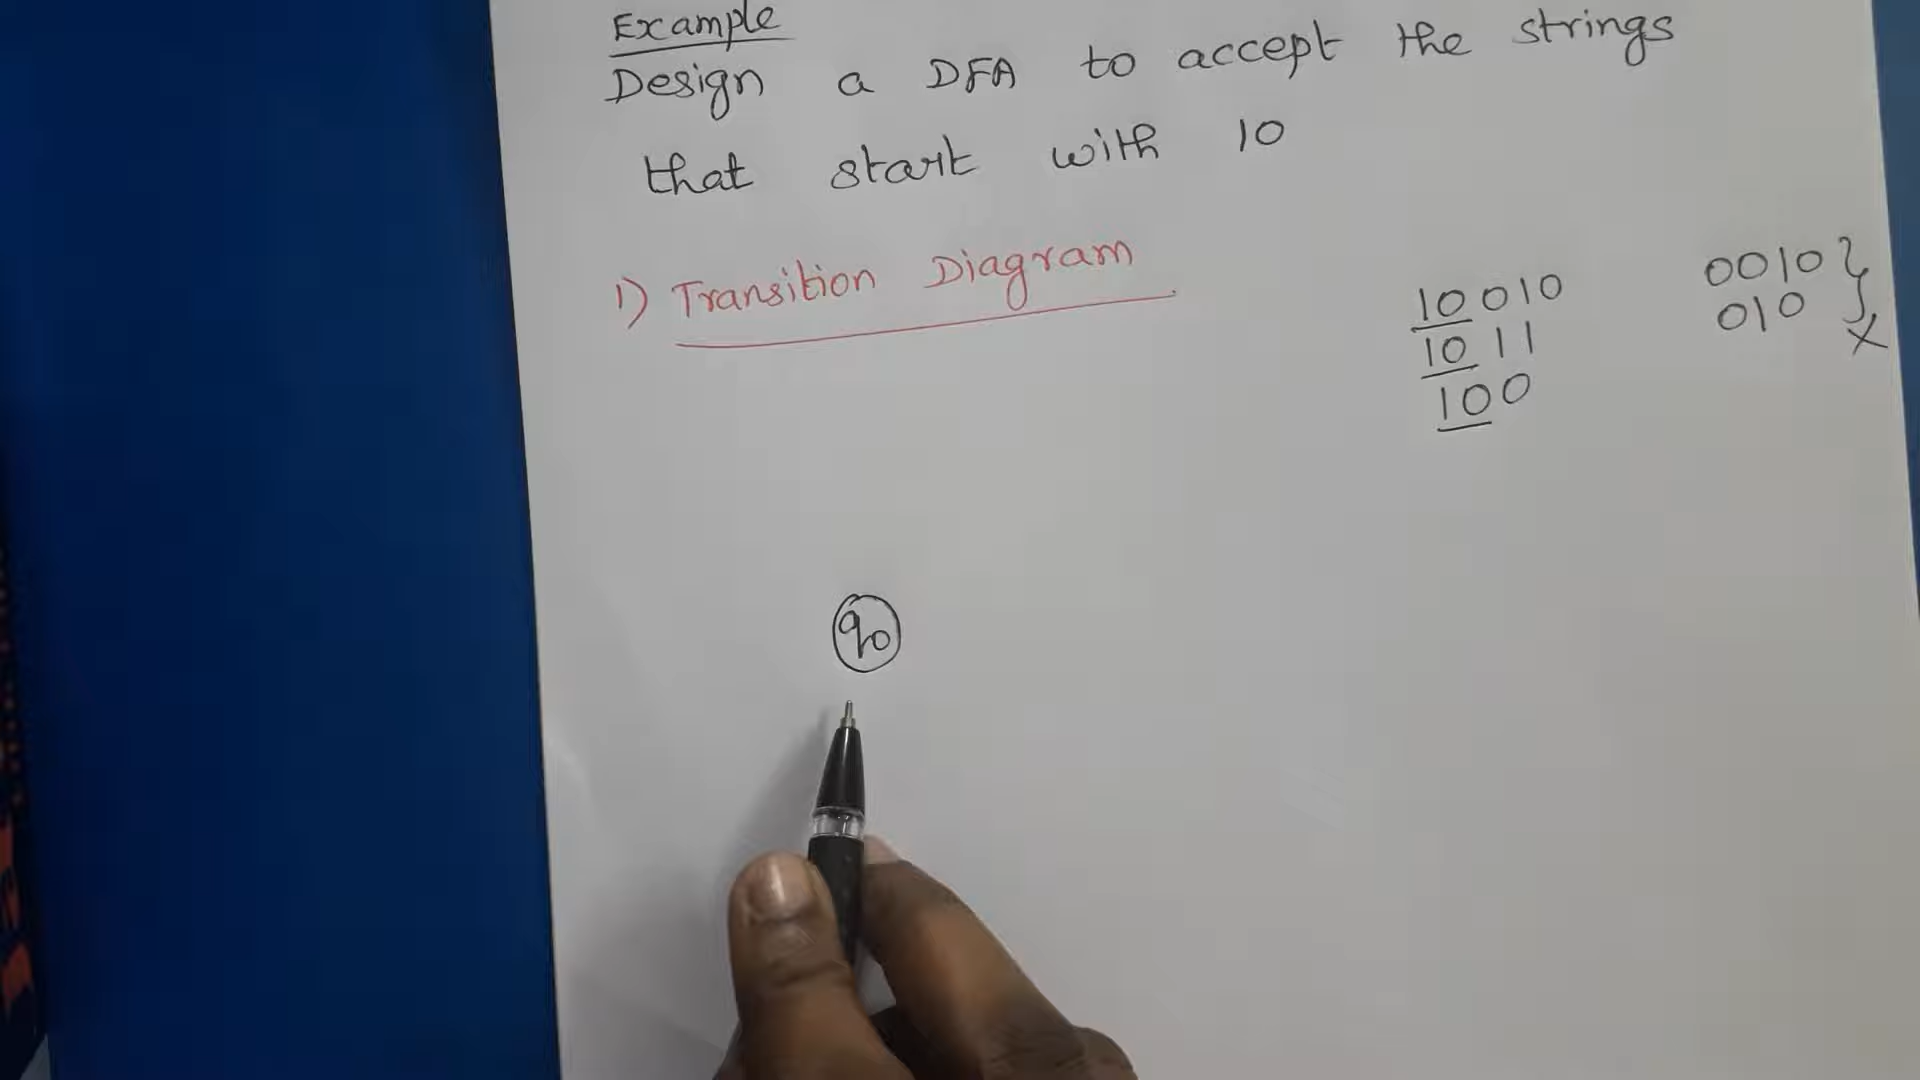 Example
Design a DFA to accept the strings
that start with 10
1) Transition Diagram
10010
1011
100
0010 }
010 } X
q0